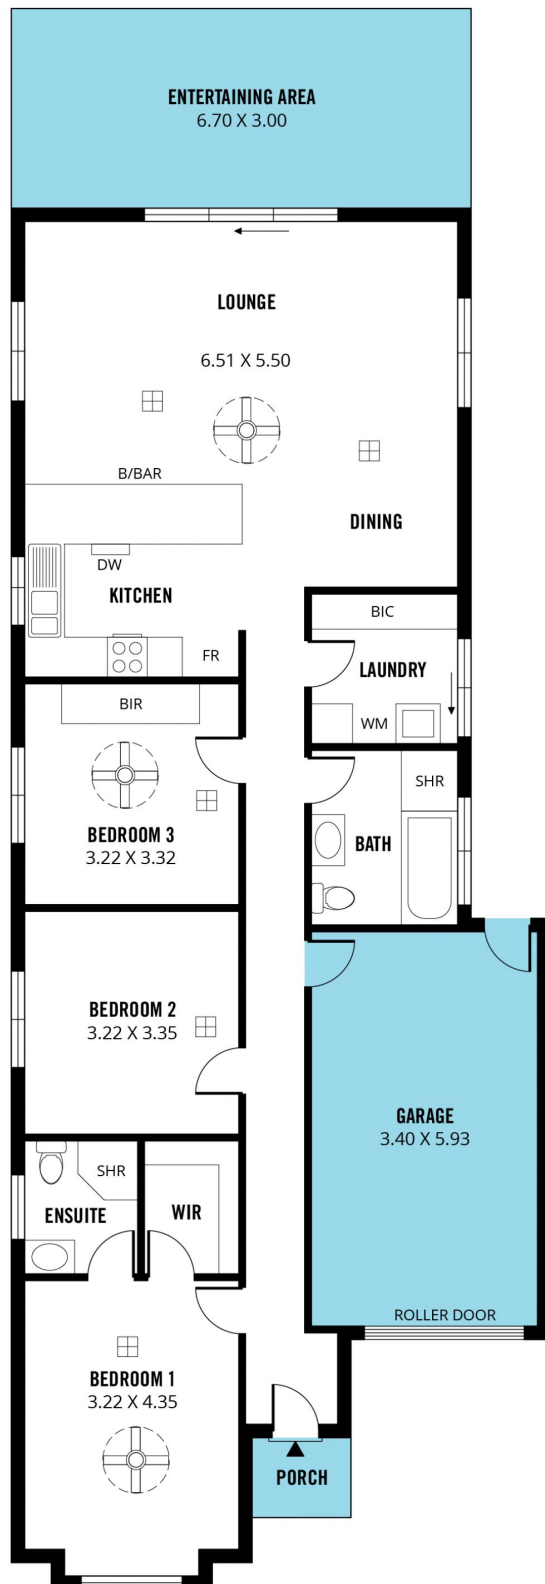 ENTERTAINING AREA
6.70 X 3.00
LOUNGE
6.51 X 5.50
B/BAR
DINING
DW
KITCHEN
FR
BIC
LAUNDRY
WM
BIR
BEDROOM 3
3.22 X 3.32
SHR
BATH
BEDROOM 2
3.22 X 3.35
GARAGE
3.40 X 5.93
SHR
ENSUITE
WIR
ROLLER DOOR
BEDROOM 1
3.22 X 4.35
PORCH